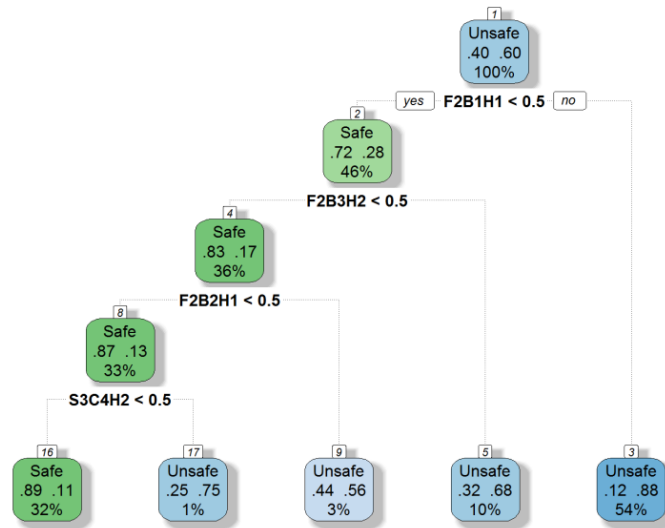 1
Unsafe
.40 .60
100%
yes F2B1H1 < 0.5 no
2
Safe
.72 .28
46%
F2B3H2 < 0.5
4
Safe
.83 .17
36%
F2B2H1 < 0.5
8
Safe
.87 .13
33%
S3C4H2 < 0.5
16
Safe
.89 .11
32%
17
Unsafe
.25 .75
1%
9
Unsafe
.44 .56
3%
5
Unsafe
.32 .68
10%
3
Unsafe
.12 .88
54%